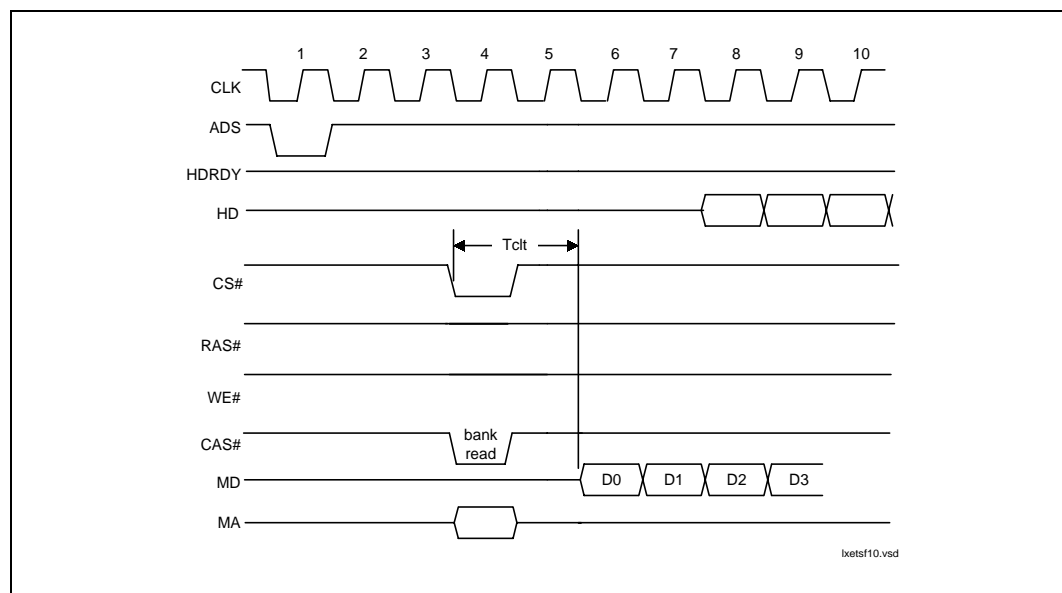 1 2 3 4 5 6 7 8 9 10
CLK
ADS
HDRDY
HD
Tclt
CS#
RAS#
WE#
bank
read
CAS#
MD D0 D1 D2 D3
MA
lxetsf10.vsd